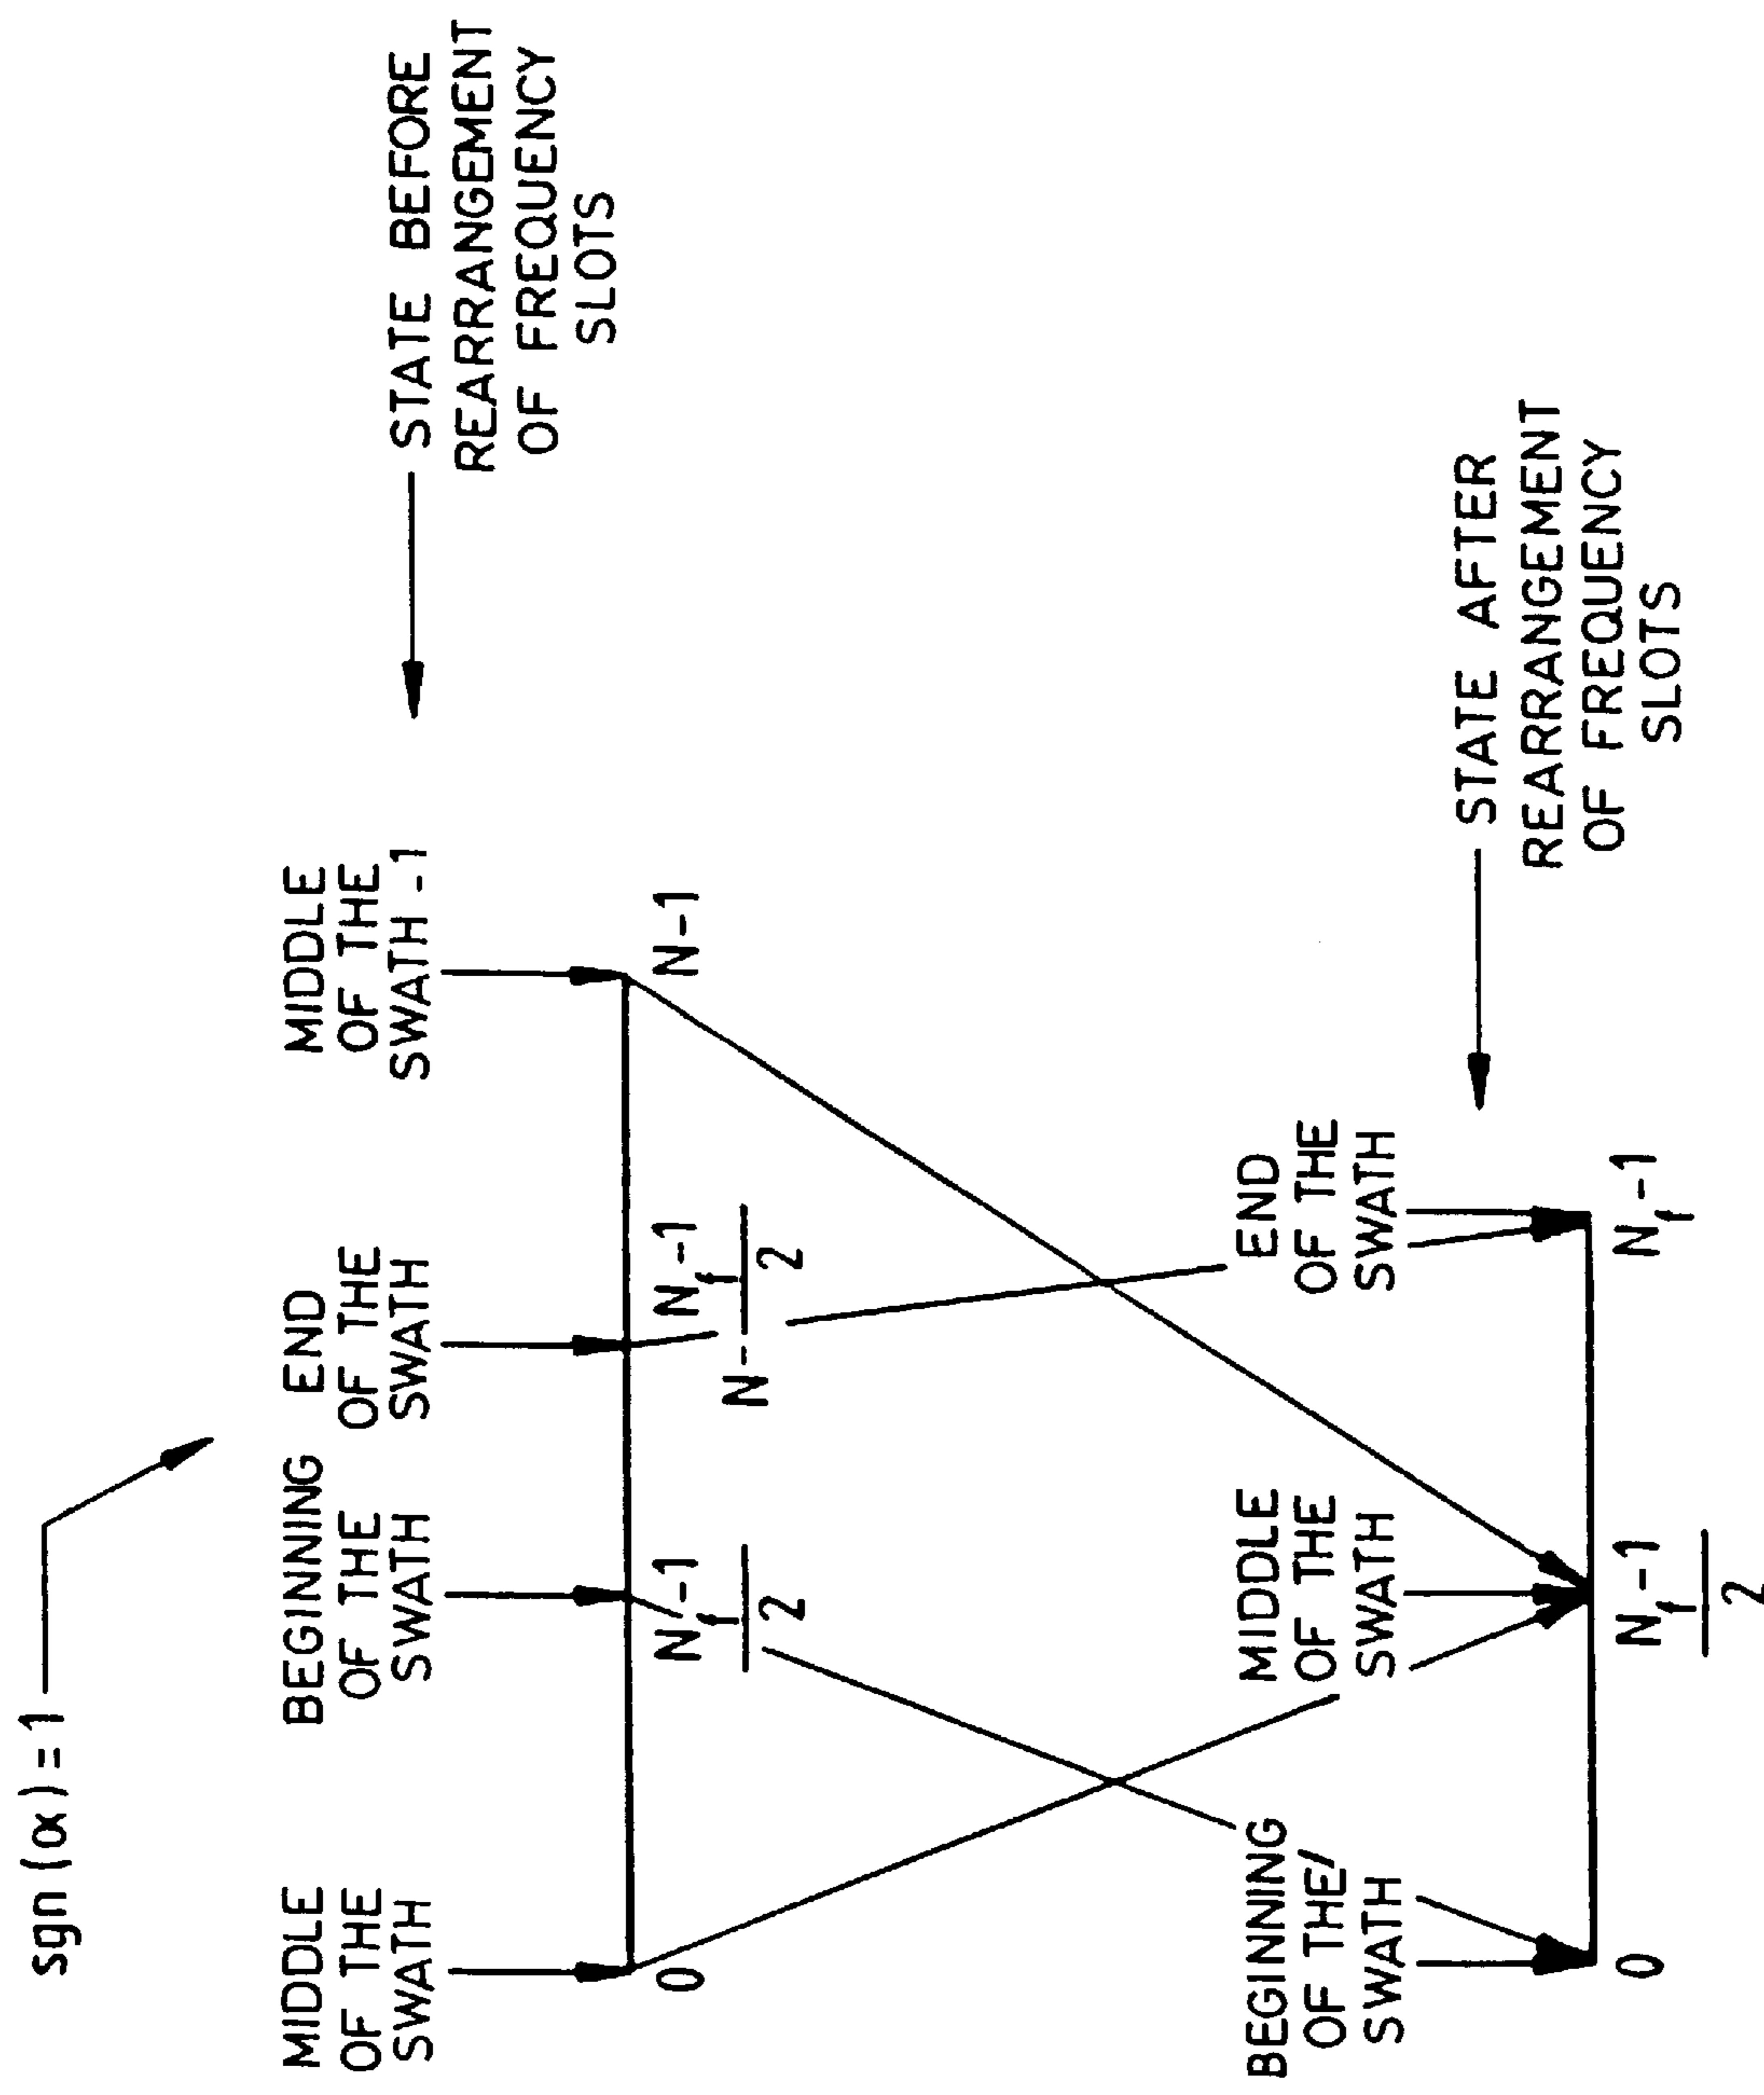 sgn (α) = 1
MIDDLE
OF THE
SWATH
BEGINNING
OF THE
SWATH
END
OF THE
SWATH
MIDDLE
OF THE
SWATH -1
STATE BEFORE
REARRANGEMENT
OF FREQUENCY
SLOTS
0
Nf-1
2
N-
Nf-1
2
N-1
BEGINNING
OF THE/
SWATH
MIDDLE
OF THE
SWATH
END
OF THE
SWATH
STATE AFTER
REARRANGEMENT
OF FREQUENCY
SLOTS
0
Nf-1
2
Nf-1